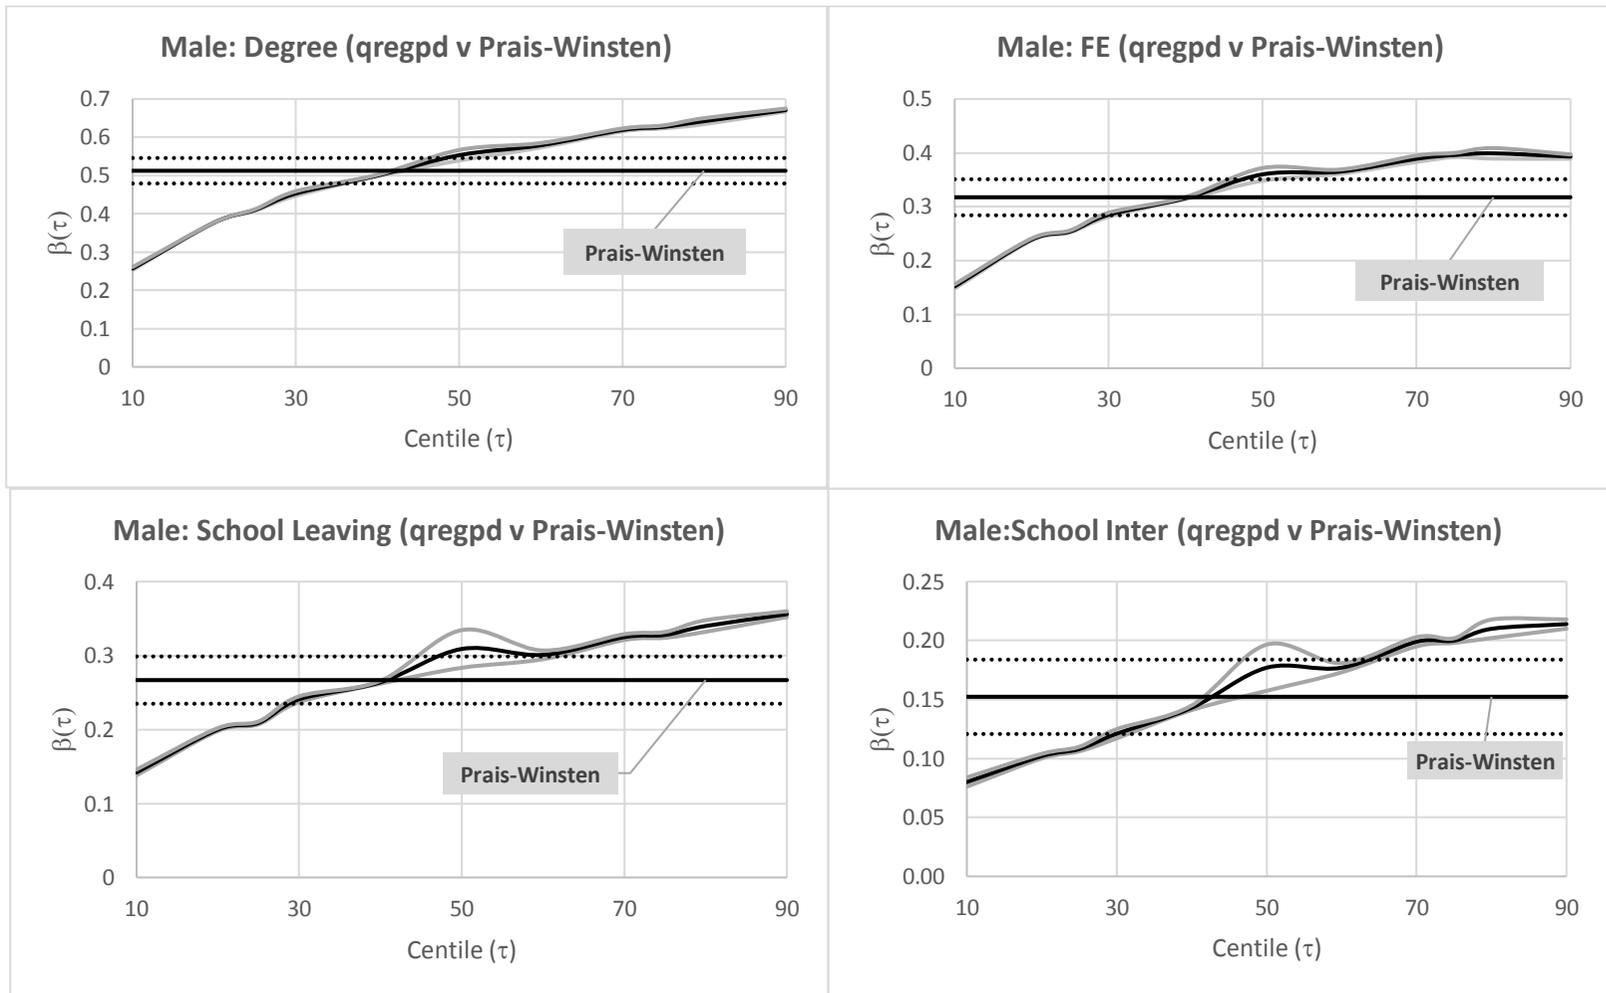 Male: Degree (qregpd v Prais-Winsten)
0.7
0.6
0.5
0.4
0.3
0.2
0.1
0
β(τ)
Prais-Winsten
10 30 50 70 90
Centile (τ)
Male: FE (qregpd v Prais-Winsten)
0.5
0.4
0.3
0.2
0.1
0
β(τ)
Prais-Winsten
10 30 50 70 90
Centile (τ)
Male: School Leaving (qregpd v Prais-Winsten)
0.4
0.3
0.2
0.1
0
β(τ)
Prais-Winsten
10 30 50 70 90
Centile (τ)
Male:School Inter (qregpd v Prais-Winsten)
0.25
0.20
0.15
0.10
0.05
0.00
β(τ)
Prais-Winsten
10 30 50 70 90
Centile (τ)